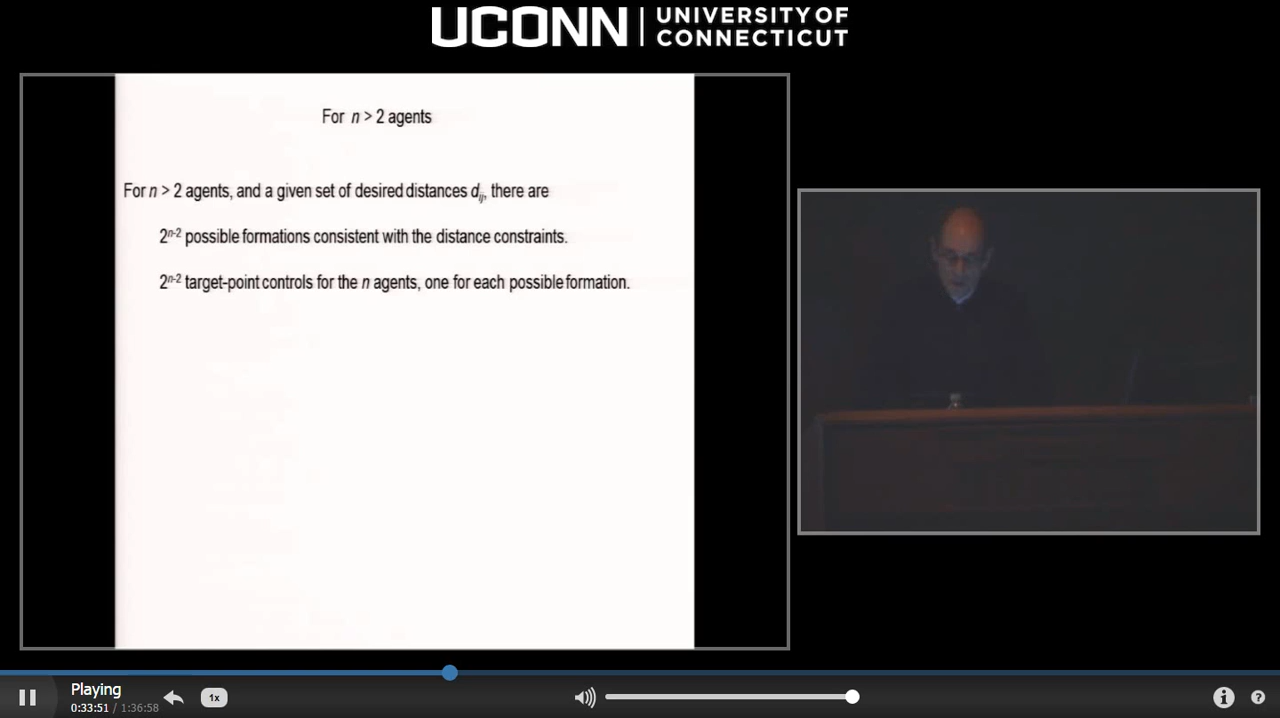 UCONN | UNIVERSITY OF
CONNECTICUT
For n > 2 agents
For n > 2 agents, and a given set of desired distances dij, there are
2n-2 possible formations consistent with the distance constraints.
2n-2 target-point controls for the n agents, one for each possible formation.
Playing
0:33:51 / 1:36:58
1x